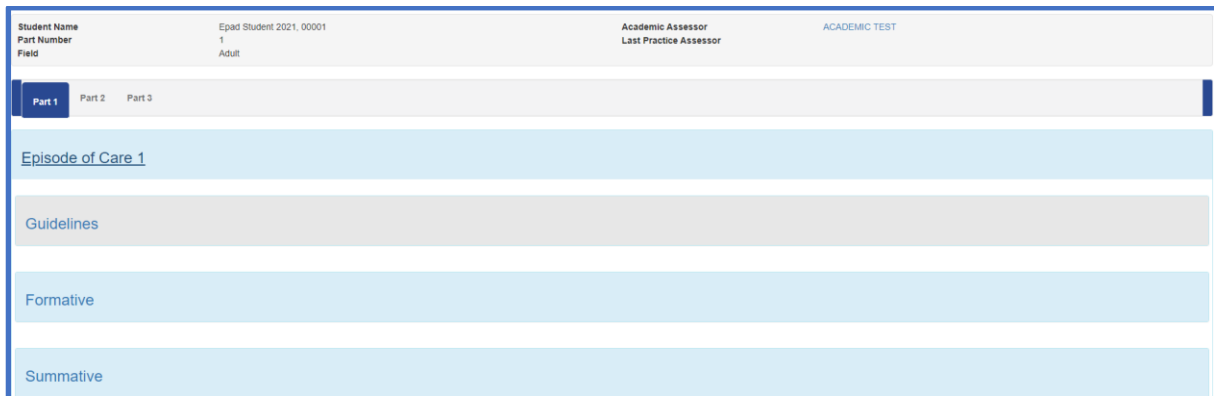 Student Name Epad Student 2021, 00001 Academic Assessor ACADEMIC TEST
Part Number 1 Last Practice Assessor
Field Adult
Part 1 Part 2 Part 3
Episode of Care 1
Guidelines
Formative
Summative